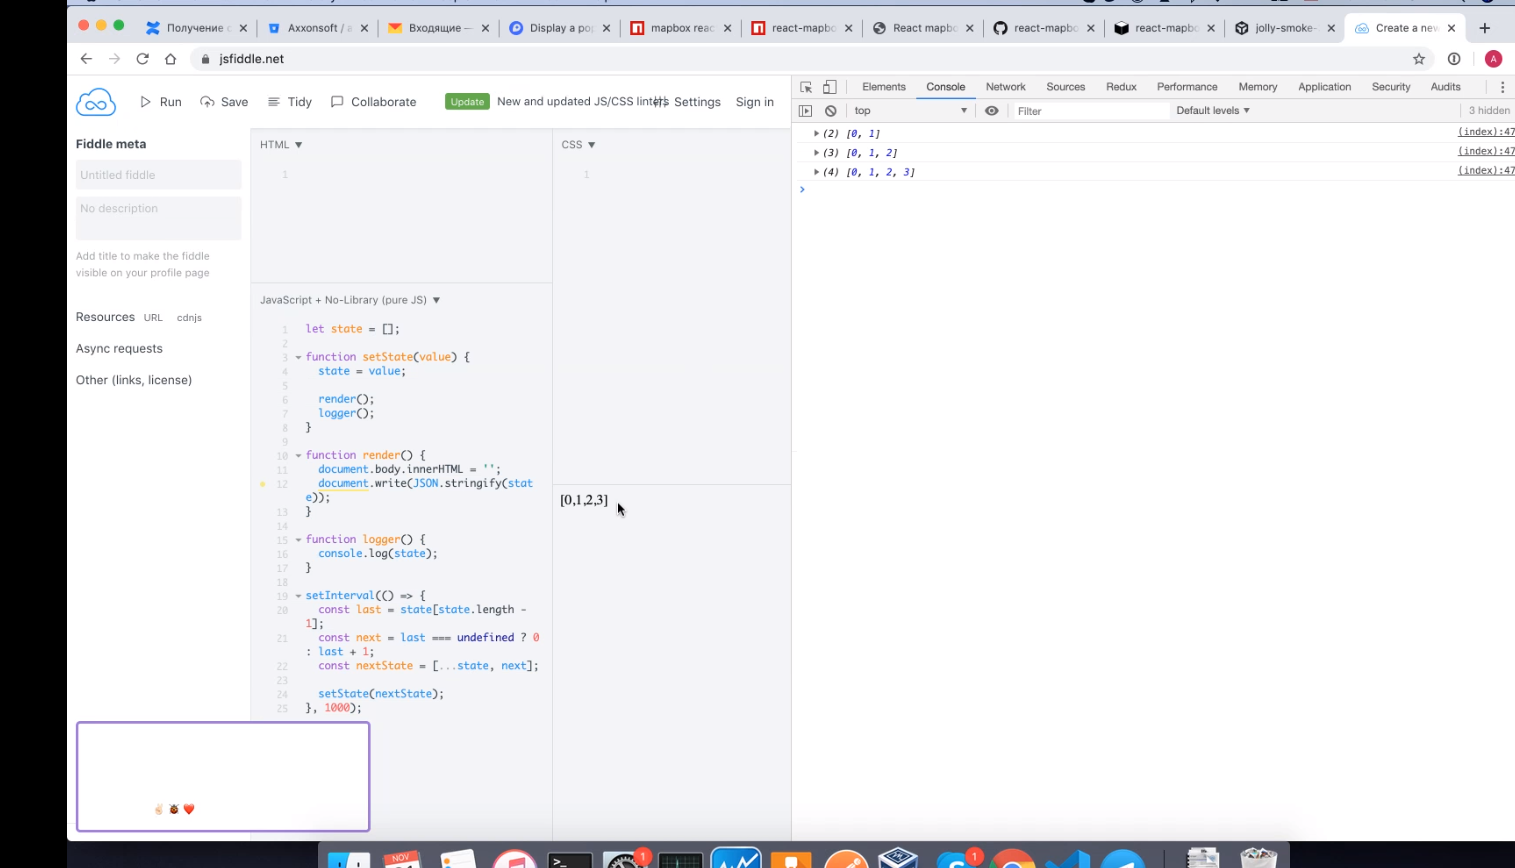 Получение с
Axxonsoft / a
Входящие —
Display a pop
mapbox reac
react-mapbo
React mapbo
react-mapbo
react-mapbo
jolly-smoke-
Create a new
jsfiddle.net
A
Run
Save
Tidy
Collaborate
Update
New and updated JS/CSS linters
Settings
Sign in
Fiddle meta
Untitled fiddle
No description
Add title to make the fiddle
visible on your profile page
Resources URL cdnjs
Async requests
Other (links, license)
HTML ▼
1
CSS ▼
1
JavaScript + No-Library (pure JS) ▼
1 let state = [];
2
3 function setState(value) {
4 state = value;
5
6 render();
7 logger();
8 }
9
10 function render() {
11 document.body.innerHTML = '';
12 document.write(JSON.stringify(stat
e));
13 }
14
15 function logger() {
16 console.log(state);
17 }
18
19 setInterval(() => {
20 const last = state[state.length -
1];
21 const next = last === undefined ? 0
: last + 1;
22 const nextState = [...state, next];
23
24 setState(nextState);
25 }, 1000);
[0,1,2,3]
Elements Console Network Sources Redux Performance Memory Application Security Audits
top
Filter
Default levels ▼
3 hidden
(2) [0, 1] (index):47
(3) [0, 1, 2] (index):47
(4) [0, 1, 2, 3] (index):47
NOV
1
1